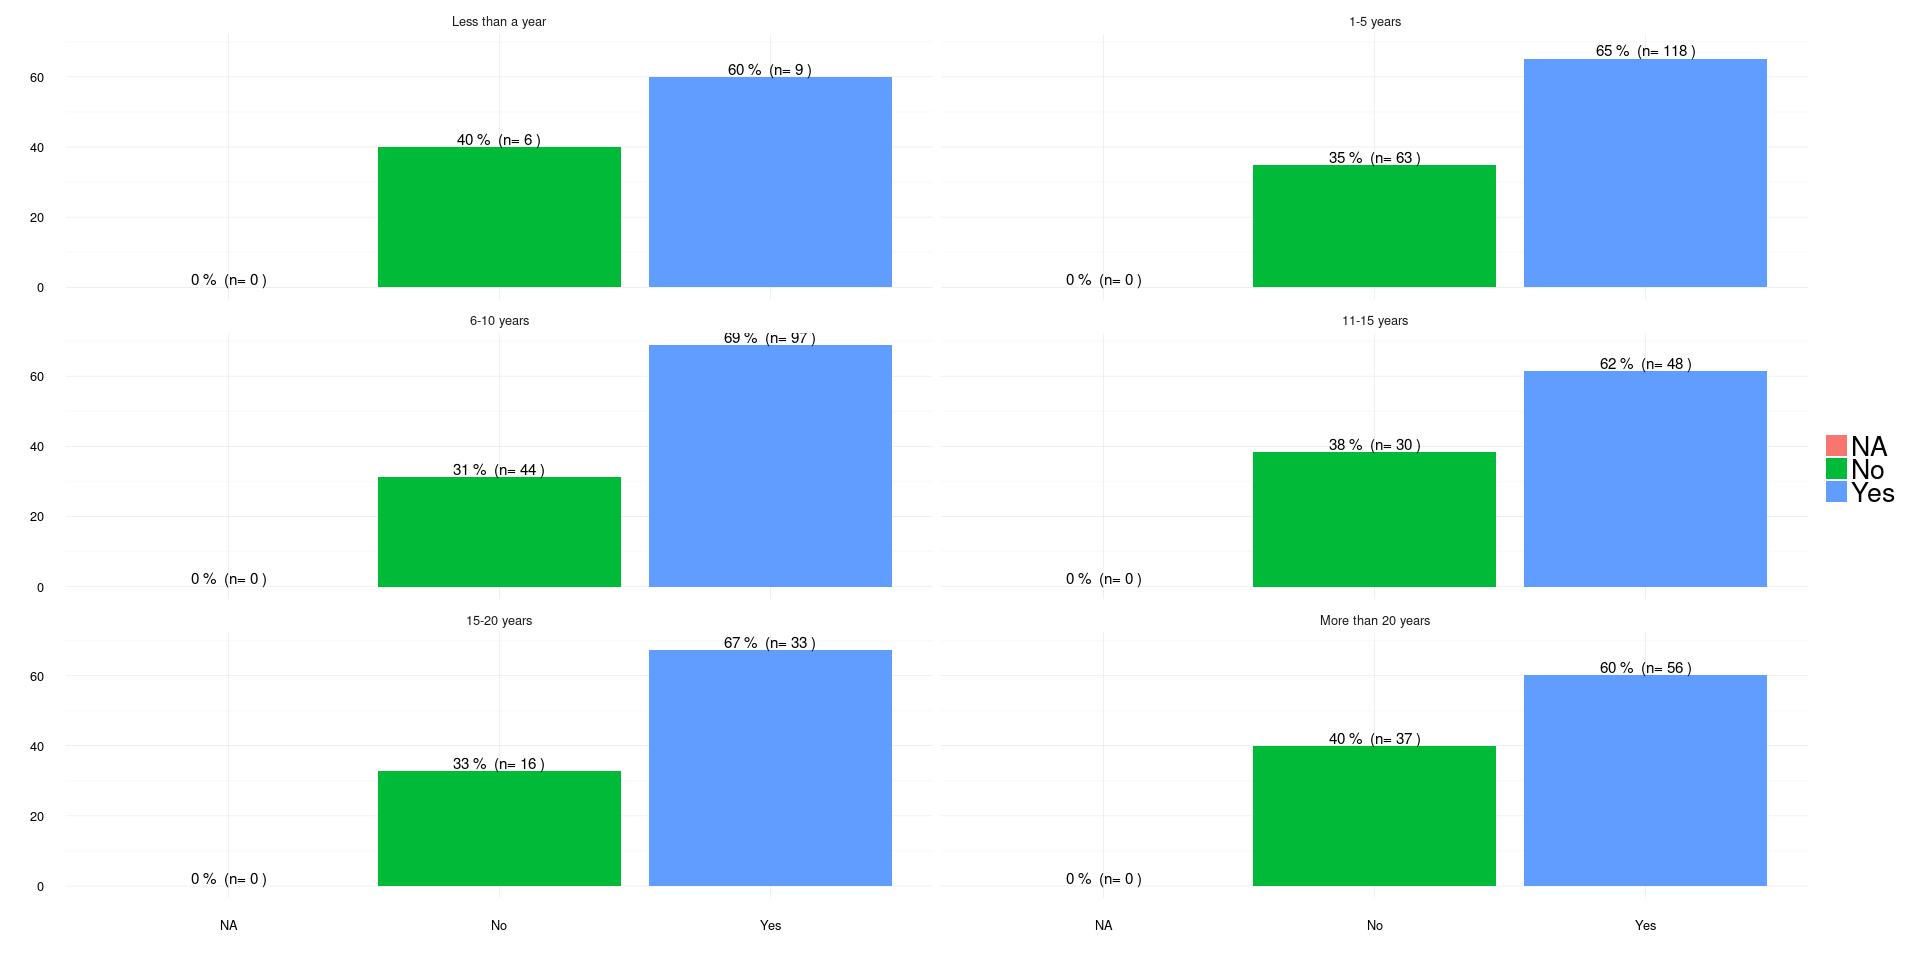 Less than a year
1-5 years
60 % (n= 9 )
65 % (n= 118 )
40 % (n= 6 )
35 % (n= 63 )
0 % (n= 0 )
0 % (n= 0 )
60
40
20
0
6-10 years
11-15 years
69 % (n= 97 )
62 % (n= 48 )
31 % (n= 44 )
38 % (n= 30 )
0 % (n= 0 )
0 % (n= 0 )
60
40
20
0
NA
No
Yes
15-20 years
More than 20 years
67 % (n= 33 )
60 % (n= 56 )
33 % (n= 16 )
40 % (n= 37 )
0 % (n= 0 )
0 % (n= 0 )
60
40
20
0
NA No Yes
NA No Yes